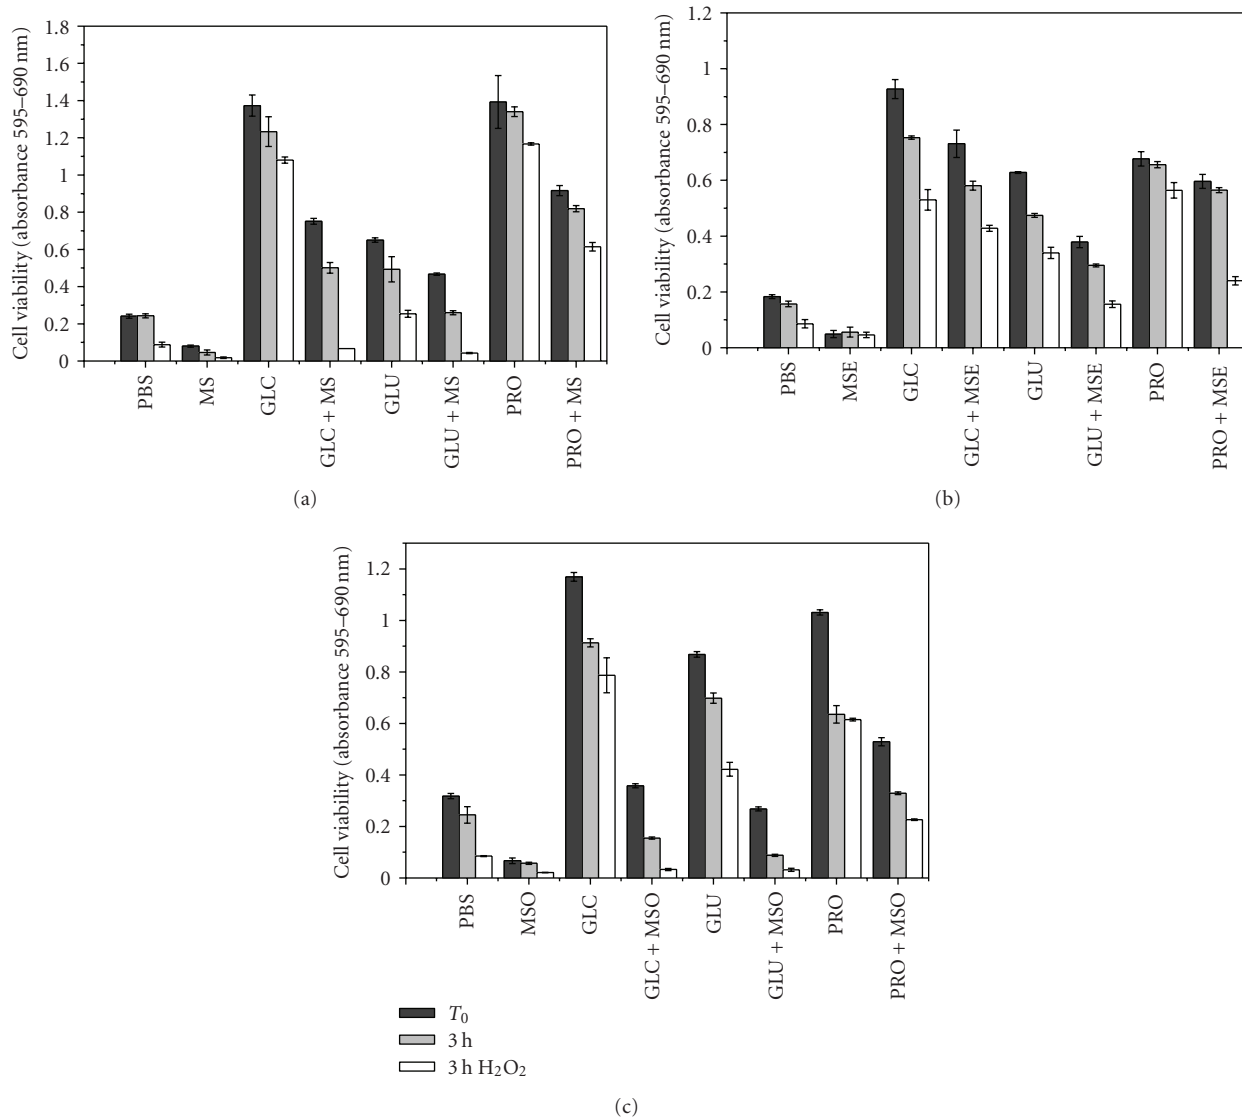 Cell viability (absorbance 595–690 nm)
1.8
1.6
1.4
1.2
1
0.8
0.6
0.4
0.2
0
PBS
MS
GLC
GLC + MS
GLU
GLU + MS
PRO
PRO + MS
(a)
Cell viability (absorbance 595–690 nm)
1.2
1
0.8
0.6
0.4
0.2
0
PBS
MSE
GLC
GLC + MSE
GLU
GLU + MSE
PRO
PRO + MSE
(b)
Cell viability (absorbance 595–690 nm)
1.2
1
0.8
0.6
0.4
0.2
0
PBS
MSO
GLC
GLC + MSO
GLU
GLU + MSO
PRO
PRO + MSO
T₀
3 h
3 h H₂O₂
(c)